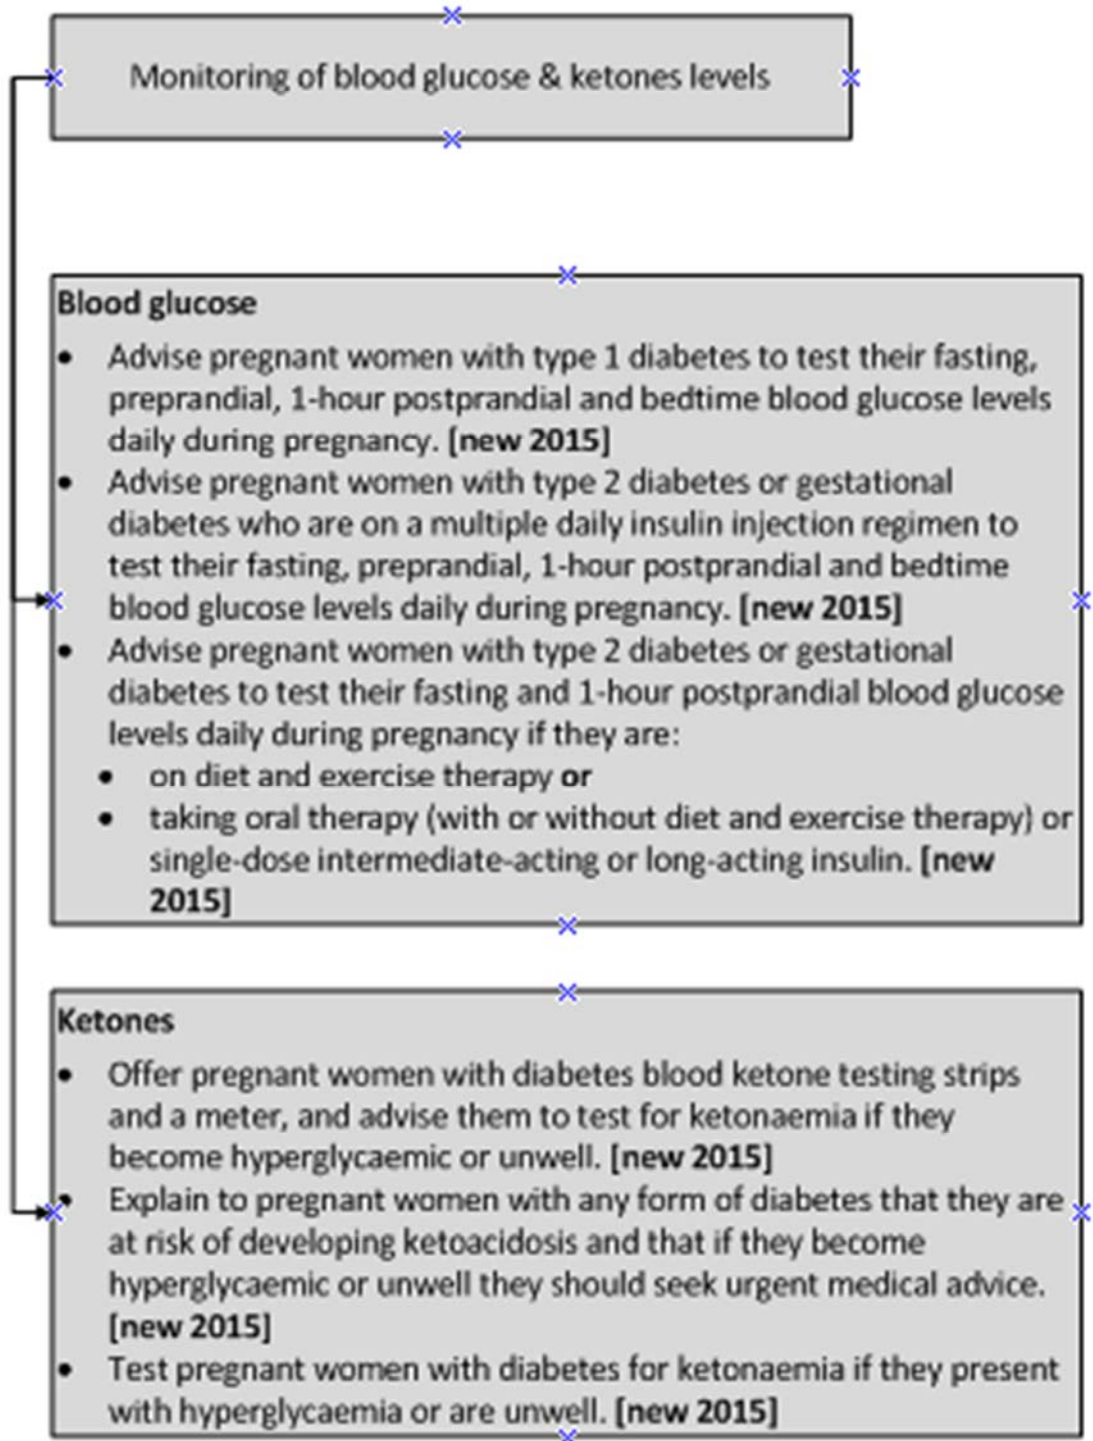 Monitoring of blood glucose & ketones levels
Blood glucose
• Advise pregnant women with type 1 diabetes to test their fasting,
preprandial, 1-hour postprandial and bedtime blood glucose levels
daily during pregnancy. [new 2015]
• Advise pregnant women with type 2 diabetes or gestational
diabetes who are on a multiple daily insulin injection regimen to
test their fasting, preprandial, 1-hour postprandial and bedtime
blood glucose levels daily during pregnancy. [new 2015]
• Advise pregnant women with type 2 diabetes or gestational
diabetes to test their fasting and 1-hour postprandial blood glucose
levels daily during pregnancy if they are:
• on diet and exercise therapy or
• taking oral therapy (with or without diet and exercise therapy) or
single-dose intermediate-acting or long-acting insulin. [new
2015]
Ketones
• Offer pregnant women with diabetes blood ketone testing strips
and a meter, and advise them to test for ketonaemia if they
become hyperglycaemic or unwell. [new 2015]
• Explain to pregnant women with any form of diabetes that they are
at risk of developing ketoacidosis and that if they become
hyperglycaemic or unwell they should seek urgent medical advice.
[new 2015]
• Test pregnant women with diabetes for ketonaemia if they present
with hyperglycaemia or are unwell. [new 2015]